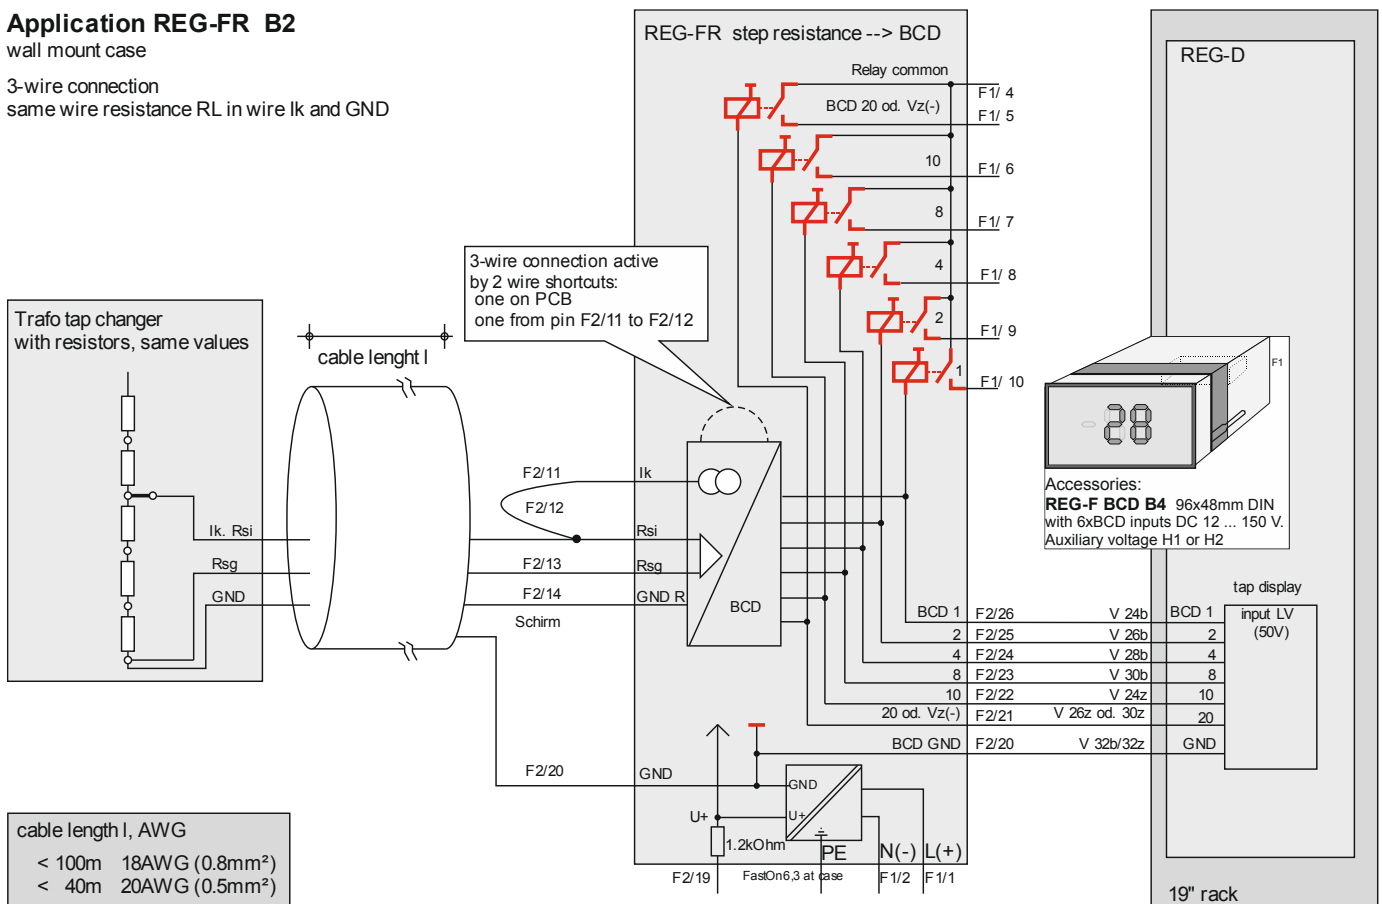 Application REG-FR B2
wall mount case
3-wire connection
same wire resistance RL in wire Ik and GND
REG-FR step resistance --> BCD
Relay common
F1/ 4
BCD 20 od. Vz(-)
F1/ 5
10
F1/ 6
8
F1/ 7
4
F1/ 8
2
F1/ 9
1
F1/ 10
REG-D
3-wire connection active
by 2 wire shortcuts:
one on PCB
one from pin F2/11 to F2/12
Trafo tap changer
with resistors, same values
cable lenght l
Ik. Rsi
Rsg
GND
F2/11
F2/12
F2/13
F2/14
Schirm
Ik
Rsi
Rsg
GND R
BCD
F1
28
Accessories:
REG-F BCD B4 96x48mm DIN
with 6xBCD inputs DC 12 ... 150 V.
Auxiliary voltage H1 or H2
tap display
input LV
(50V)
BCD 1 F2/26 V 24b BCD 1
2 F2/25 V 26b 2
4 F2/24 V 28b 4
8 F2/23 V 30b 8
10 F2/22 V 24z 10
20 od. Vz(-) F2/21 V 26z od. 30z 20
BCD GND F2/20 V 32b/32z GND
F2/20 GND
GND
U+
U+
1.2kOhm
PE
N(-)
L(+)
F2/19
FastOn6,3 at case
F1/2
F1/1
cable length l, AWG
< 100m 18AWG (0.8mm²)
< 40m 20AWG (0.5mm²)
19" rack